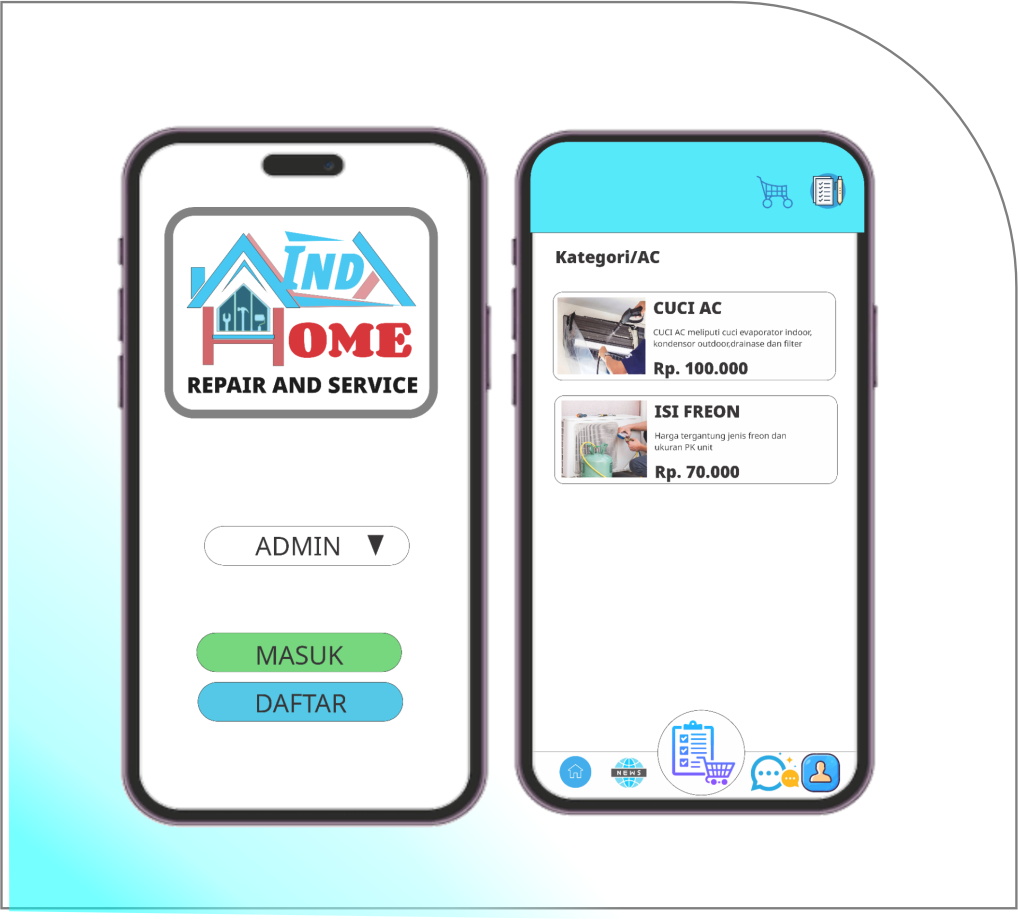 IND
HOME
REPAIR AND SERVICE
ADMIN
MASUK
DAFTAR
Kategori/AC
CUCI AC
CUCI AC meliputi cuci evaporator indoor,
kondensor outdoor,drainase dan filter
Rp. 100.000
ISI FREON
Harga tergantung jenis freon dan
ukuran PK unit
Rp. 70.000
NEWS